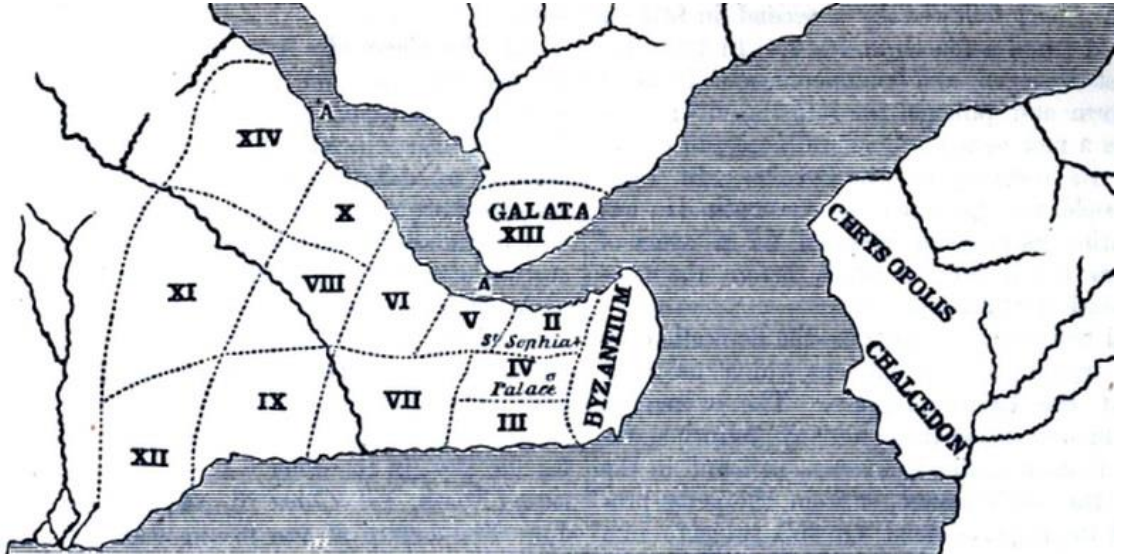 A
XIV
GALATA
XIII
X
CHRYSOPOLIS
XI
VIII
VI
A
V
II
St Sophia
BYZANTIUM
IV
Palace
CHALCEDON
IX
VII
III
XII